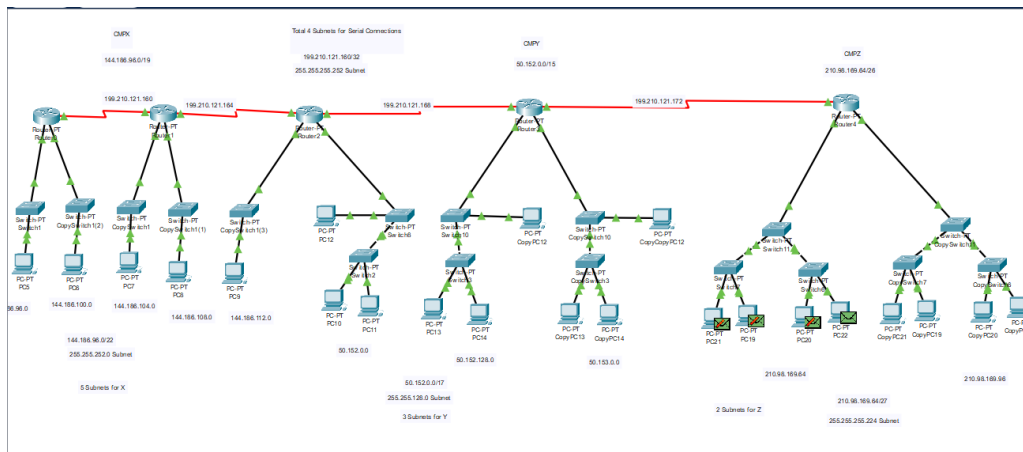 CMPX
Total 4 Subnets for Serial Connections
CMPY
CMPZ
144.186.96.0/19
199.210.121.160/32
255.255.255.252 Subnet
50.152.0.0/15
210.98.169.64/26
199.210.121.160
199.210.121.164
199.210.121.168
199.210.121.172
Router-PT
Router-PT
Router1
Router-PT
Router2
Router-PT
Router-PT
Router4
Switch-PT
Switch1
Switch-PT
CopySwitch1(2)
Switch-PT
CopySwitch1
Switch-PT
CopySwitch1(1)
Switch-PT
CopySwitch1(3)
PC-PT
PC12
Switch-PT
Switch-PT
Switch10
PC-PT
CopyPC12
Switch-PT
CopySwitch10
PC-PT
CopyCopyPC12
Switch-PT
Switch11
Switch-PT
PC-PT
PC5
PC-PT
PC6
PC-PT
PC7
PC-PT
PC8
PC-PT
PC9
Switch-PT
Switch2
Switch-PT
Switch-PT
CopySwitch3
Switch-PT
Switch-PT
Switch-PT
CopySwitch7
Switch-PT
PC-PT
PC10
PC-PT
PC11
PC-PT
PC13
PC-PT
PC14
PC-PT
CopyPC13
PC-PT
CopyPC14
PC-PT
PC21
PC-PT
PC19
PC-PT
PC20
PC-PT
PC22
PC-PT
CopyPC21
PC-PT
CopyPC19
PC-PT
CopyPC20
96.0
144.186.100.0
144.186.104.0
144.186.108.0
144.186.112.0
144.186.96.0/22
255.255.252.0 Subnet
5 Subnets for X
50.152.0.0
50.152.128.0
50.153.0.0
50.152.0.0/17
255.255.128.0 Subnet
3 Subnets for Y
210.98.169.64
210.98.169.96
2 Subnets for Z
210.98.169.64/27
255.255.255.224 Subnet